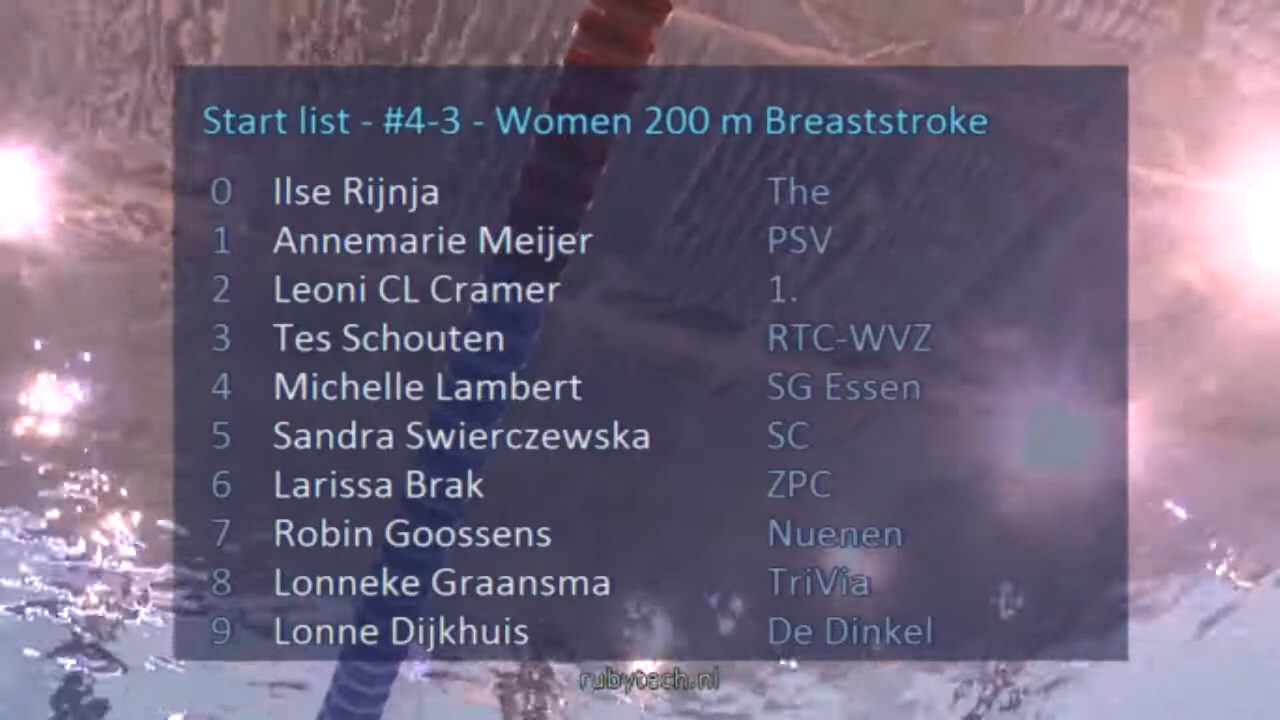 Start list - #4-3 - Women 200 m Breaststroke
0 Ilse Rijnja The
1 Annemarie Meijer PSV
2 Leoni CL Cramer 1.
3 Tes Schouten RTC-WVZ
4 Michelle Lambert SG Essen
5 Sandra Swierczewska SC
6 Larissa Brak ZPC
7 Robin Goossens Nuenen
8 Lonneke Graansma TriVia
9 Lonne Dijkhuis De Dinkel
rubytech.nl